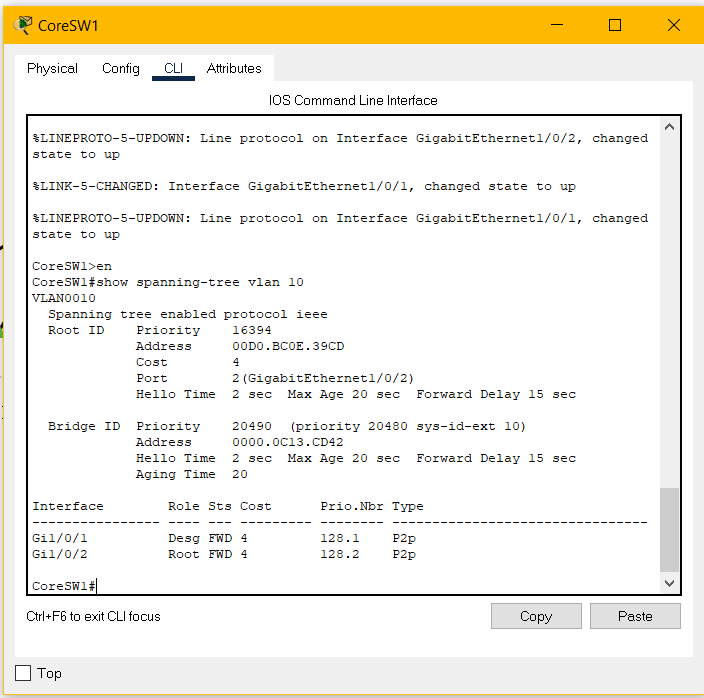 CoreSW1
Physical Config CLI Attributes
IOS Command Line Interface
%LINEPROTO-5-UPDOWN: Line protocol on Interface GigabitEthernet1/0/2, changed
state to up
%LINK-5-CHANGED: Interface GigabitEthernet1/0/1, changed state to up
%LINEPROTO-5-UPDOWN: Line protocol on Interface GigabitEthernet1/0/1, changed
state to up
CoreSW1>en
CoreSW1#show spanning-tree vlan 10
VLAN0010
  Spanning tree enabled protocol ieee
  Root ID    Priority    16394
             Address     00D0.BC0E.39CD
             Cost        4
             Port        2(GigabitEthernet1/0/2)
             Hello Time  2 sec  Max Age 20 sec  Forward Delay 15 sec
  Bridge ID  Priority    20490  (priority 20480 sys-id-ext 10)
             Address     0000.0C13.CD42
             Hello Time  2 sec  Max Age 20 sec  Forward Delay 15 sec
             Aging Time  20
Interface        Role Sts Cost      Prio.Nbr Type
---------------- ---- --- --------- -------- --------------------------------
Gi1/0/1          Desg FWD 4         128.1    P2p
Gi1/0/2          Root FWD 4         128.2    P2p
CoreSW1#
Ctrl+F6 to exit CLI focus
Copy Paste
Top